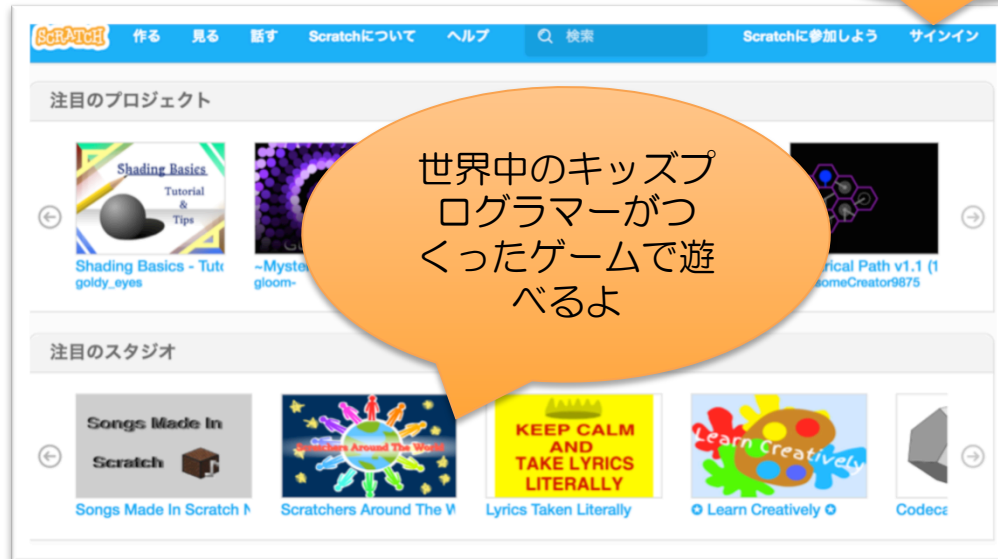 SCRATCH 作る 見る 話す Scratchについて ヘルプ 検索 Scratchに参加しよう サインイン
注目のプロジェクト
Shading Basics
Tutorial
&
Tips
Shading Basics - Tuto
goldy_eyes
~Myste
gloom-
世界中のキッズプ
ログラマーがつ
くったゲームで遊
べるよ
rical Path v1.1 (1
someCreator9875
注目のスタジオ
Songs Made In
Scratch
Songs Made In Scratch N
Scratchers Around The World
Scratchers Around The W
KEEP CALM
AND
TAKE LYRICS
LITERALLY
Lyrics Taken Literally
Learn Creatively
✪ Learn Creatively ✪
Codeca